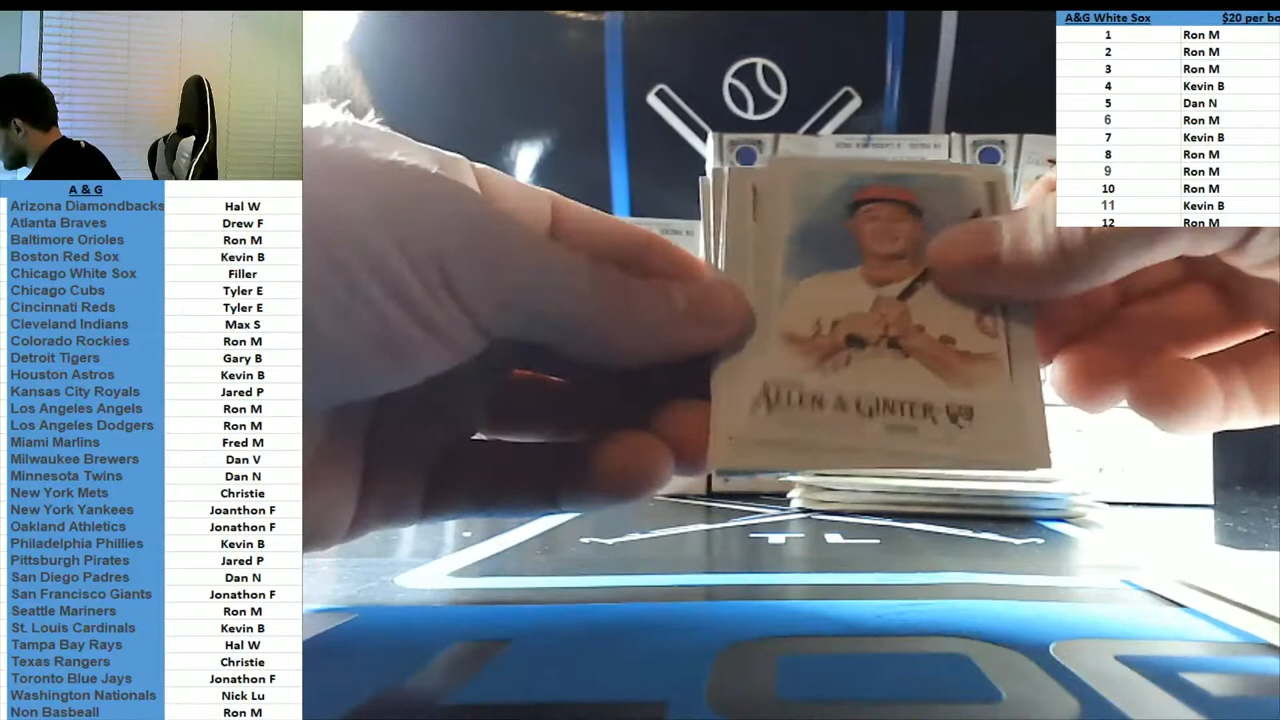 A & G
Arizona Diamondbacks Hal W
Atlanta Braves Drew F
Baltimore Orioles Ron M
Boston Red Sox Kevin B
Chicago White Sox Filler
Chicago Cubs Tyler E
Cincinnati Reds Tyler E
Cleveland Indians Max S
Colorado Rockies Ron M
Detroit Tigers Gary B
Houston Astros Kevin B
Kansas City Royals Jared P
Los Angeles Angels Ron M
Los Angeles Dodgers Ron M
Miami Marlins Fred M
Milwaukee Brewers Dan V
Minnesota Twins Dan N
New York Mets Christie
New York Yankees Joanthon F
Oakland Athletics Jonathon F
Philadelphia Phillies Kevin B
Pittsburgh Pirates Jared P
San Diego Padres Dan N
San Francisco Giants Jonathon F
Seattle Mariners Ron M
St. Louis Cardinals Kevin B
Tampa Bay Rays Hal W
Texas Rangers Christie
Toronto Blue Jays Jonathon F
Washington Nationals Nick Lu
Non Basbeall Ron M
ALLEN & GINTER
TL
A&G White Sox $20 per bo
1 Ron M
2 Ron M
3 Ron M
4 Kevin B
5 Dan N
6 Ron M
7 Kevin B
8 Ron M
9 Ron M
10 Ron M
11 Kevin B
12 Ron M